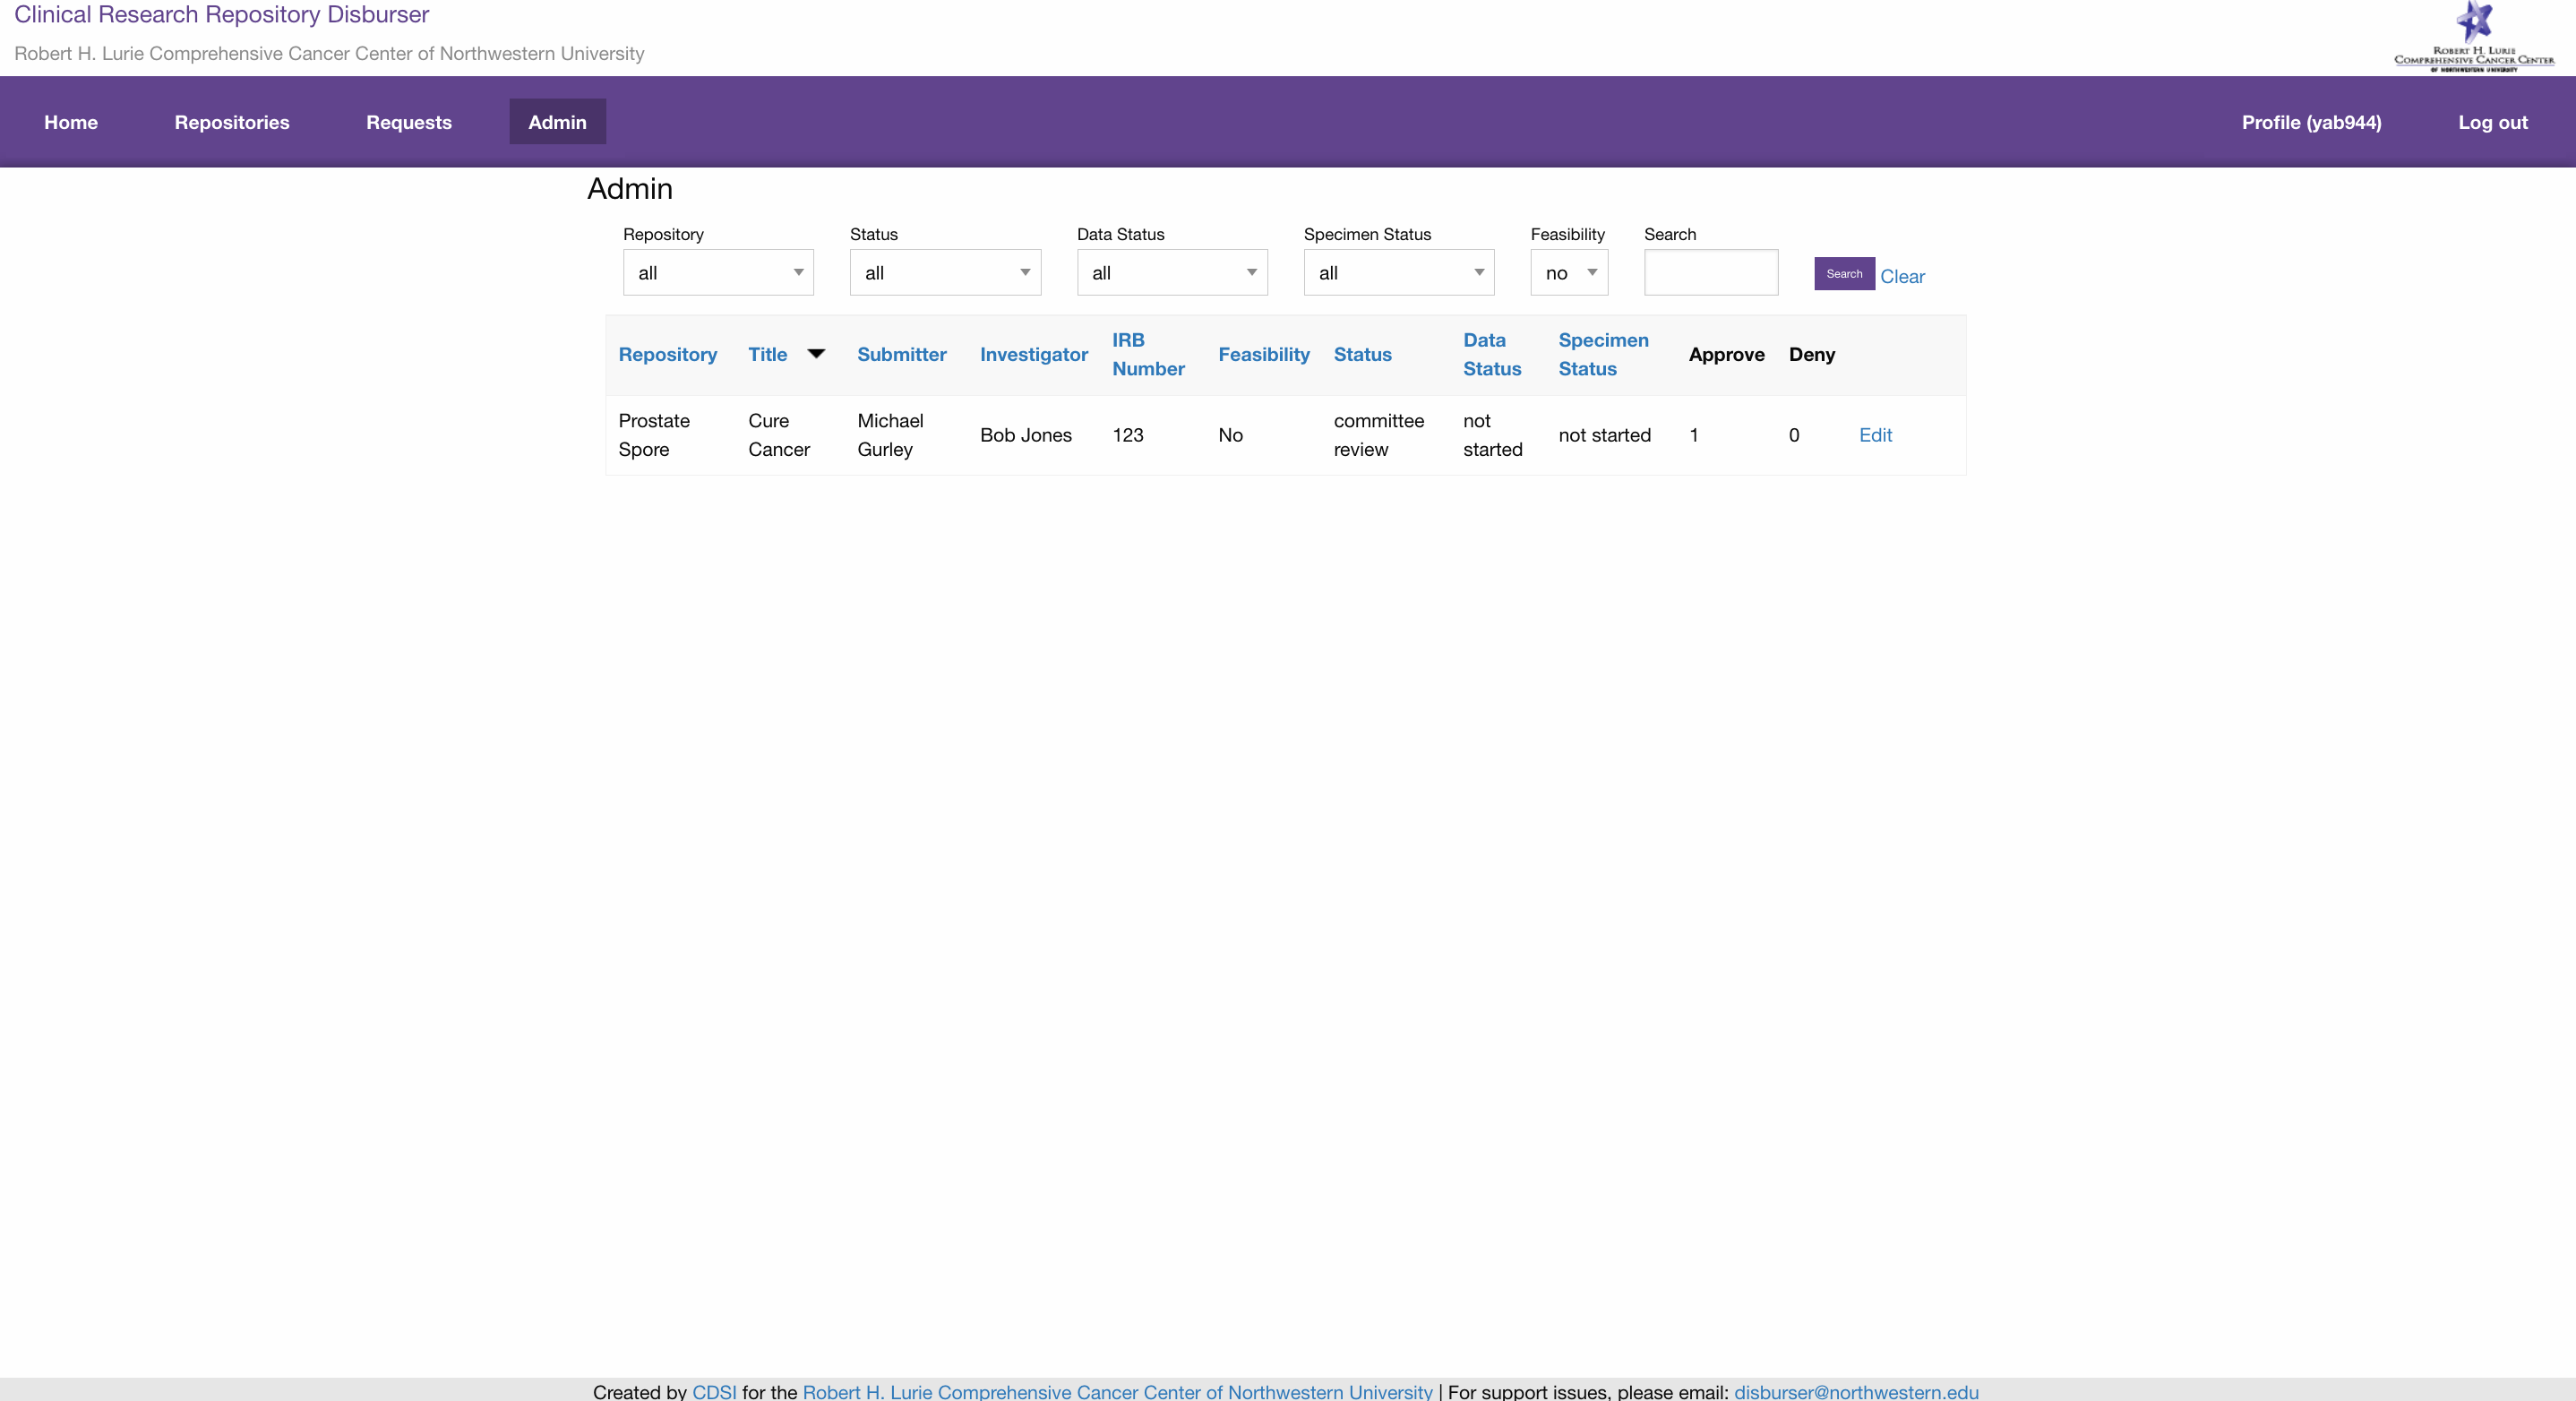 Clinical Research Repository Disburser
Robert H. Lurie Comprehensive Cancer Center of Northwestern University
ROBERT H. LURIE
COMPREHENSIVE CANCER CENTER
OF NORTHWESTERN UNIVERSITY
Home Repositories Requests Admin Profile (yab944) Log out
Admin
Repository Status Data Status Specimen Status Feasibility Search
all all all all no Search Clear
Repository Title Submitter Investigator IRB Number Feasibility Status Data Status Specimen Status Approve Deny
Prostate Spore Cure Cancer Michael Gurley Bob Jones 123 No committee review not started not started 1 0 Edit
Created by CDSI for the Robert H. Lurie Comprehensive Cancer Center of Northwestern University | For support issues, please email: disburser@northwestern.edu